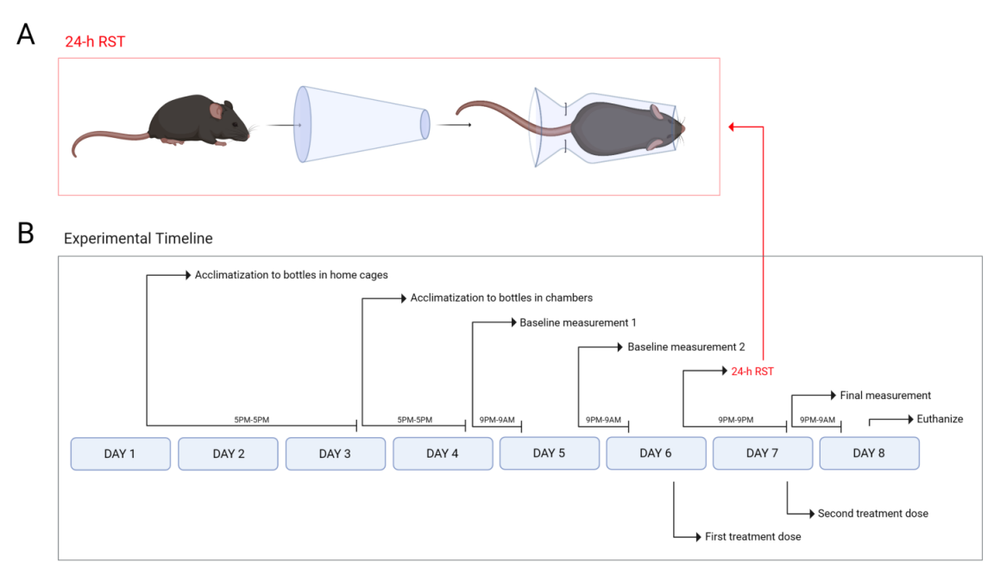 A
24-h RST
B
Experimental Timeline
Acclimatization to bottles in home cages
Acclimatization to bottles in chambers
Baseline measurement 1
Baseline measurement 2
24-h RST
Final measurement
Euthanize
5PM-5PM
5PM-5PM
9PM-9AM
9PM-9AM
9PM-9PM
9PM-9AM
DAY 1
DAY 2
DAY 3
DAY 4
DAY 5
DAY 6
DAY 7
DAY 8
Second treatment dose
First treatment dose